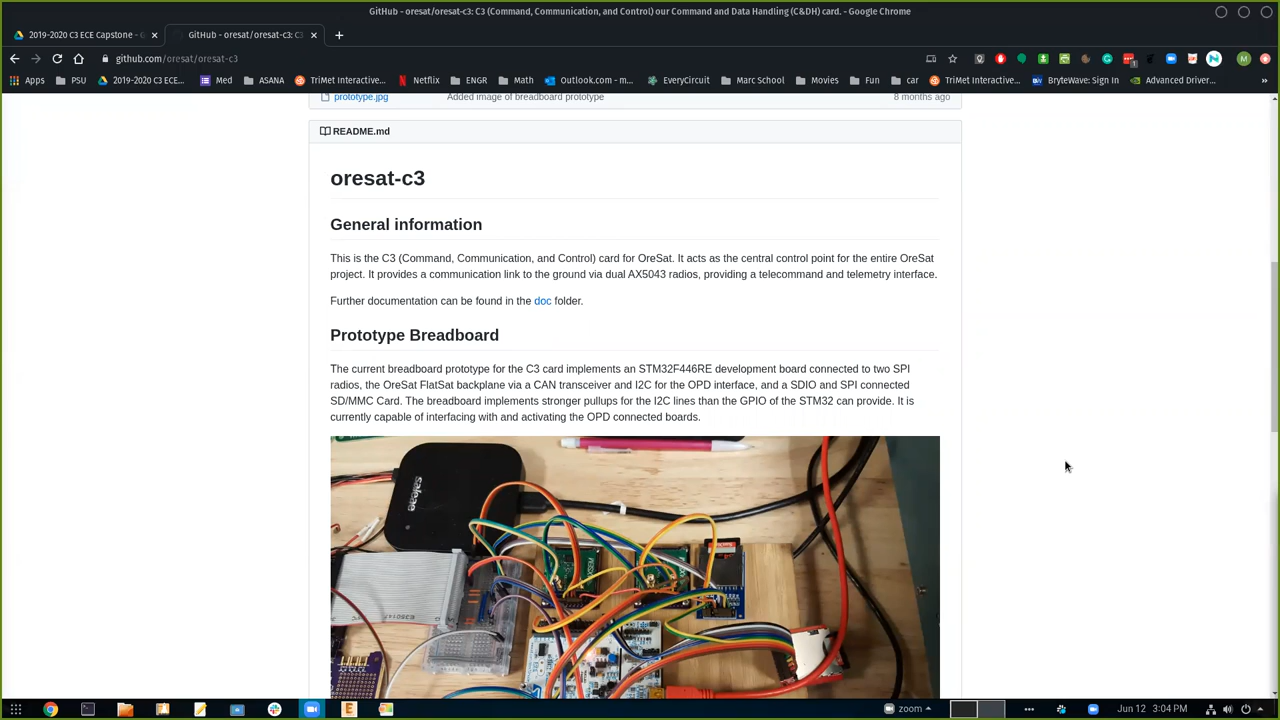 GitHub - oresat/oresat-c3: C3 (Command, Communication, and Control) our Command and Data Handling (C&DH) card. - Google Chrome
2019-2020 C3 ECE Capstone -
GitHub - oresat/oresat-c3: C3
github.com/oresat/oresat-c3
M
Apps PSU 2019-2020 C3 ECE... Med ASANA TriMet Interactive... Netflix ENGR Math Outlook.com - m... EveryCircuit Marc School Movies Fun car TriMet Interactive... BryteWave: Sign In Advanced Driver... »
prototype.jpg Added image of breadboard prototype 8 months ago
README.md
oresat-c3
General information
This is the C3 (Command, Communication, and Control) card for OreSat. It acts as the central control point for the entire OreSat
project. It provides a communication link to the ground via dual AX5043 radios, providing a telecommand and telemetry interface.
Further documentation can be found in the doc folder.
Prototype Breadboard
The current breadboard prototype for the C3 card implements an STM32F446RE development board connected to two SPI
radios, the OreSat FlatSat backplane via a CAN transceiver and I2C for the OPD interface, and a SDIO and SPI connected
SD/MMC Card. The breadboard implements stronger pullups for the I2C lines than the GPIO of the STM32 can provide. It is
currently capable of interfacing with and activating the OPD connected boards.
saleae
zoom
Jun 12 3:04 PM